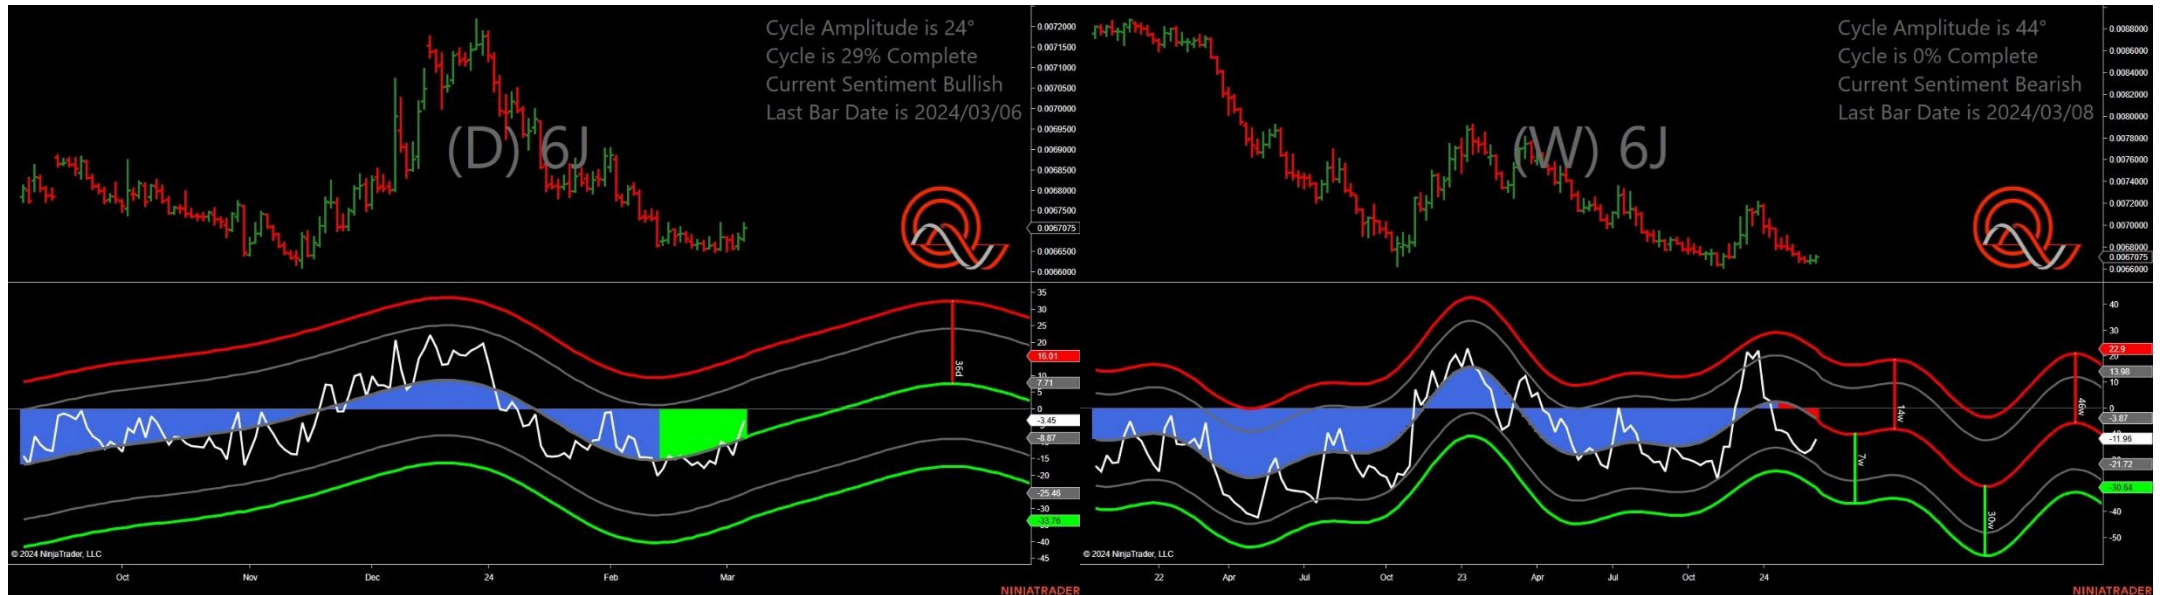 Cycle Amplitude is 24°
Cycle is 29% Complete
Current Sentiment Bullish
Last Bar Date is 2024/03/06
(D) 6J
0.0072000
0.0071500
0.0071000
0.0070500
0.0070000
0.0069500
0.0069000
0.0068500
0.0068000
0.0067500
0.0067075
0.0066500
0.0066000
35
30
25
20
16.01
10
7.71
5
0
-3.45
-8.87
-15
-20
-25.46
-33.76
-40
-45
36d
© 2024 NinjaTrader, LLC
Oct
Nov
Dec
24
Feb
Mar
NINJATRADER
Cycle Amplitude is 44°
Cycle is 0% Complete
Current Sentiment Bearish
Last Bar Date is 2024/03/08
(W) 6J
0.0088000
0.0086000
0.0084000
0.0082000
0.0080000
0.0078000
0.0076000
0.0074000
0.0072000
0.0070000
0.0068000
0.0067075
0.0066000
40
30
22.9
20
13.98
10
0
-3.87
-11.96
-21.72
-30.64
-40
-50
7w
14w
30w
46w
© 2024 NinjaTrader, LLC
22
Apr
Jul
Oct
23
Apr
Jul
Oct
24
NINJATRADER